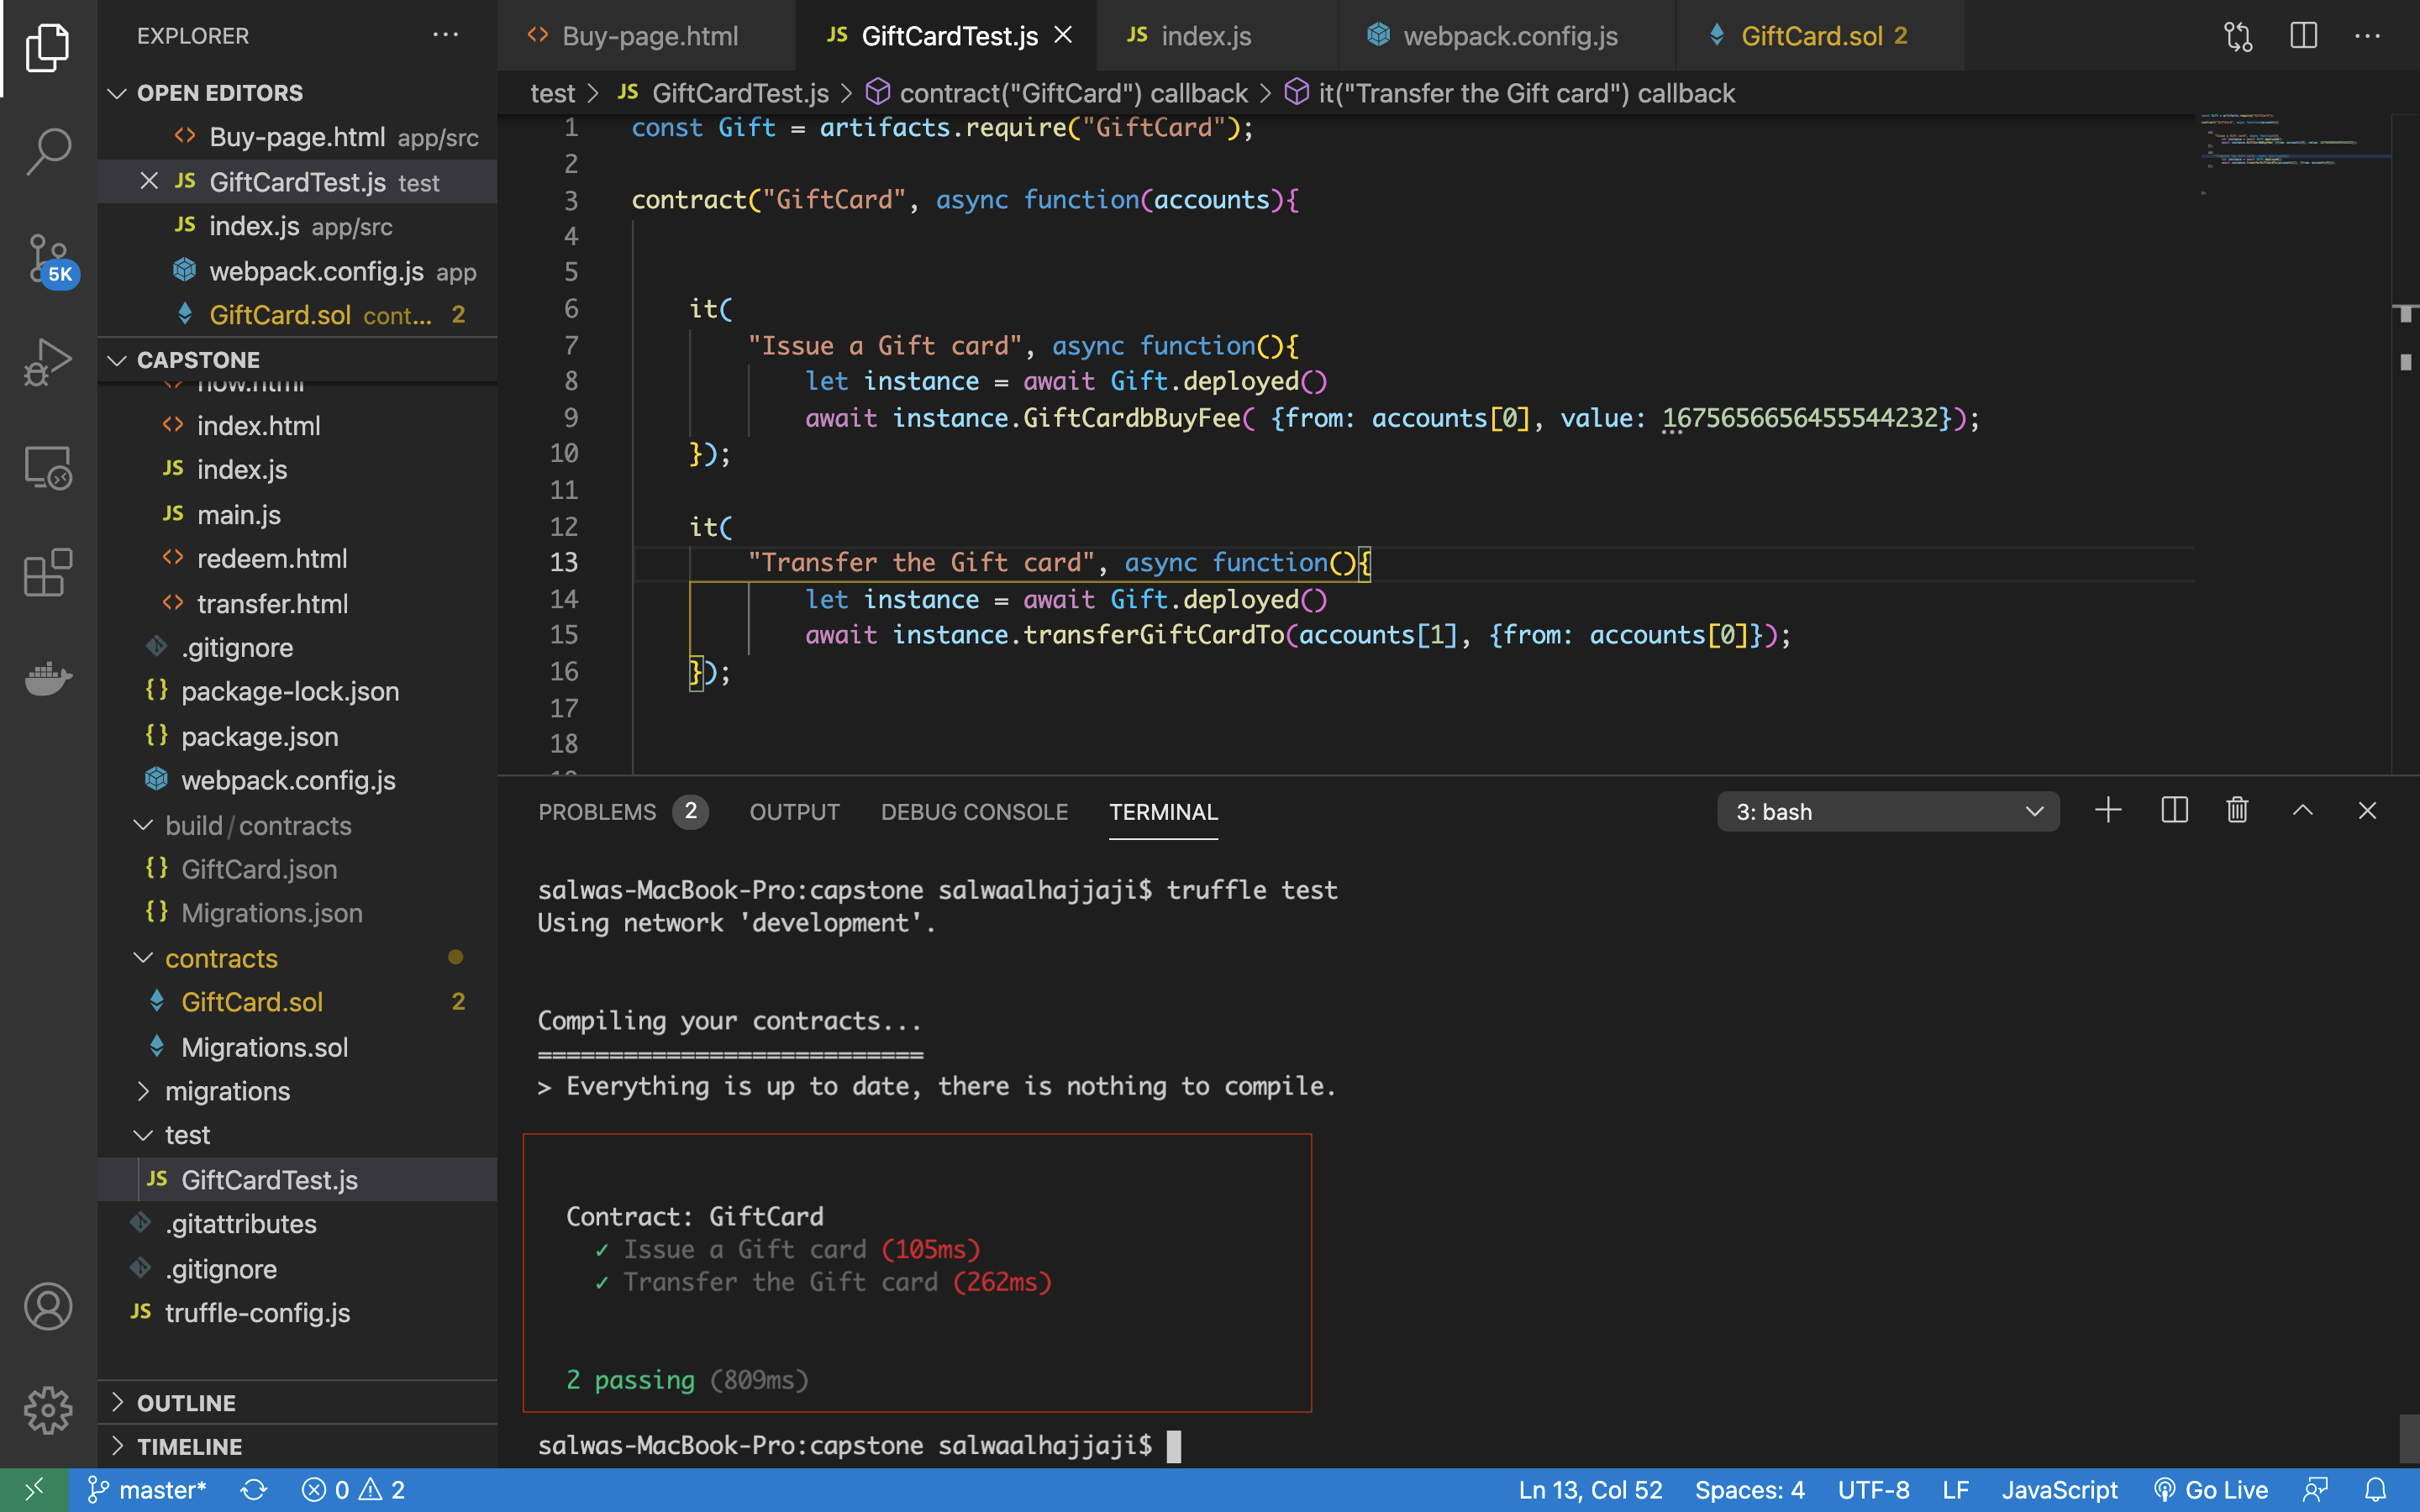 EXPLORER
OPEN EDITORS
Buy-page.html app/src
GiftCardTest.js test
index.js app/src
webpack.config.js app
GiftCard.sol cont... 2
CAPSTONE
how.html
index.html
index.js
main.js
redeem.html
transfer.html
.gitignore
package-lock.json
package.json
webpack.config.js
build/contracts
GiftCard.json
Migrations.json
contracts
GiftCard.sol 2
Migrations.sol
migrations
test
GiftCardTest.js
.gitattributes
.gitignore
truffle-config.js
OUTLINE
TIMELINE
5K
Buy-page.html JS GiftCardTest.js JS index.js webpack.config.js GiftCard.sol 2
test > JS GiftCardTest.js > contract("GiftCard") callback > it("Transfer the Gift card") callback
1 const Gift = artifacts.require("GiftCard");
2
3 contract("GiftCard", async function(accounts){
4
5
6 it(
7 "Issue a Gift card", async function(){
8 let instance = await Gift.deployed()
9 await instance.GiftCardbBuyFee( {from: accounts[0], value: 1675656656455544232});
10 });
11
12 it(
13 "Transfer the Gift card", async function(){
14 let instance = await Gift.deployed()
15 await instance.transferGiftCardTo(accounts[1], {from: accounts[0]});
16 });
17
18
PROBLEMS 2 OUTPUT DEBUG CONSOLE TERMINAL 3: bash
salwas-MacBook-Pro:capstone salwaalhajjaji$ truffle test
Using network 'development'.
Compiling your contracts...
===========================
> Everything is up to date, there is nothing to compile.
Contract: GiftCard
✓ Issue a Gift card (105ms)
✓ Transfer the Gift card (262ms)
2 passing (809ms)
salwas-MacBook-Pro:capstone salwaalhajjaji$
master* 0 2 Ln 13, Col 52 Spaces: 4 UTF-8 LF JavaScript Go Live